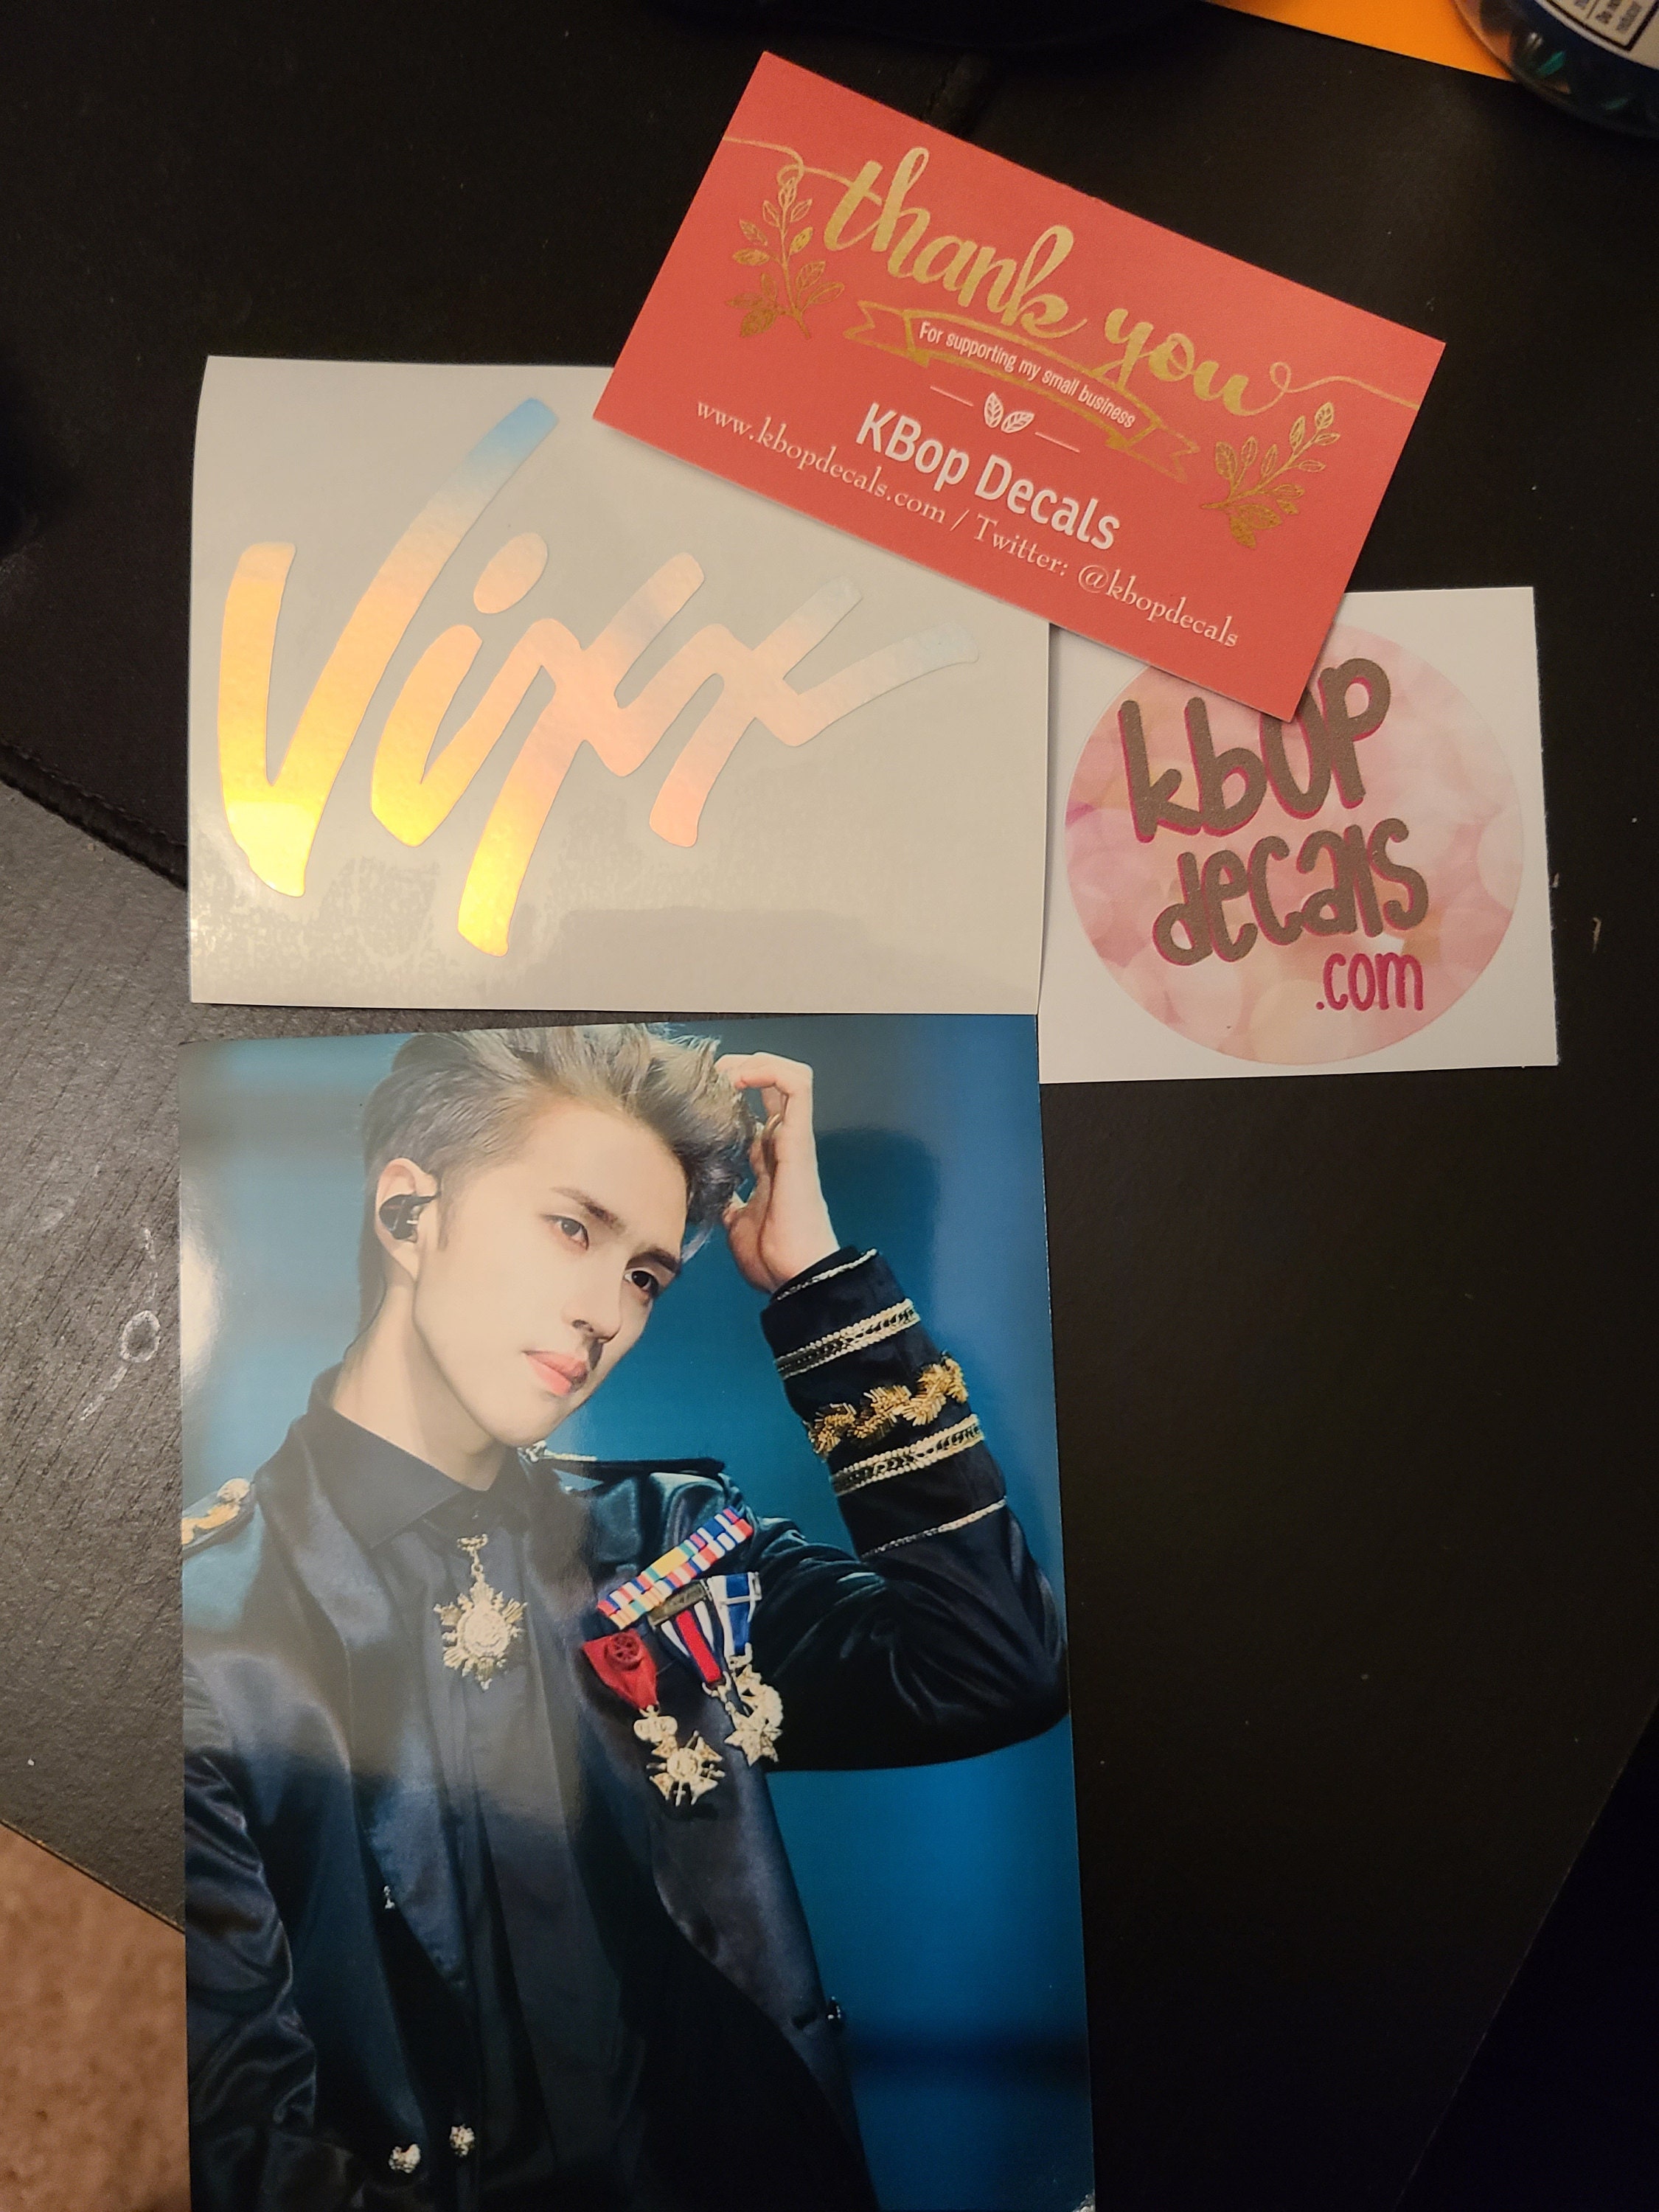 thank you
For supporting my small business
KBop Decals
www.kbopdecals.com / Twitter: @kbopdecals
Vixx
kbop
decals
.com